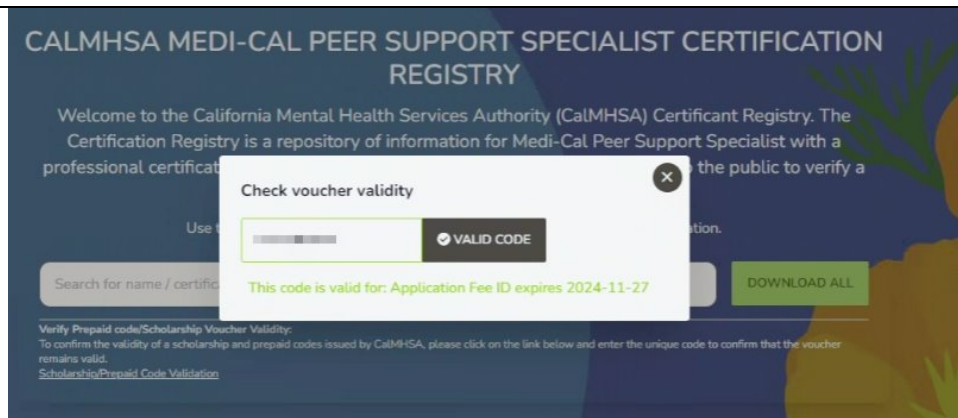 CALMHSA MEDI-CAL PEER SUPPORT SPECIALIST CERTIFICATION
REGISTRY
Welcome to the California Mental Health Services Authority (CalMHSA) Certificant Registry. The
Certification Registry is a repository of information for Medi-Cal Peer Support Specialist with a
professional the public to verify a
Check voucher validity
Use
VALID CODE
Search for name /
This code is valid for: Application Fee ID expires 2024-11-27
DOWNLOAD ALL
Verify Prepaid code/Scholarship Voucher Validity:
To confirm the validity of a scholarship and prepaid codes issued by CalMHSA, please click on the link below and enter the unique code to confirm that the voucher
remains valid.
Scholarship/Prepaid Code Validation